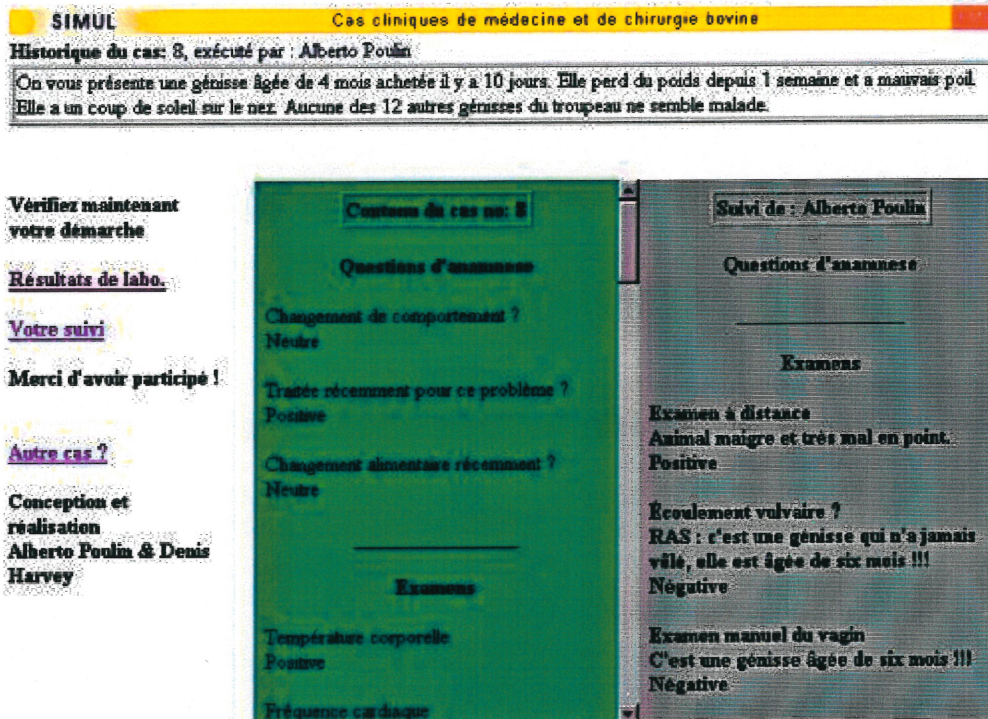 SIMUL
Cas cliniques de médecine et de chirurgie bovine
Historique du cas: 8, exécuté par : Alberto Poulin
On vous présente une génisse âgée de 4 mois achetée il y a 10 jours. Elle perd du poids depuis 1 semaine et a mauvais poil.
Elle a un coup de soleil sur le nez. Aucune des 12 autres génisses du troupeau ne semble malade.
Vérifiez maintenant
votre démarche
Résultats de labo.
Votre suivi
Merci d'avoir participé !
Autre cas ?
Conception et
réalisation
Alberto Poulin & Denis
Harvey
Contenu du cas no: 8
Questions d'anamnese
Changement de comportement ?
Neutre
Traitée récemment pour ce problème ?
Positive
Changement alimentaire récemment ?
Neutre
Examens
Température corporelle
Positive
Fréquence cardiaque
Suivi de : Alberto Poulin
Questions d'anamnese
Examens
Examen à distance
Animal maigre et très mal en point.
Positive
Écoulement vulvaire ?
RAS : c'est une génisse qui n'a jamais
vêlé, elle est âgée de six mois !!!
Négative
Examen manuel du vagin
C'est une génisse âgée de six mois !!!
Négative